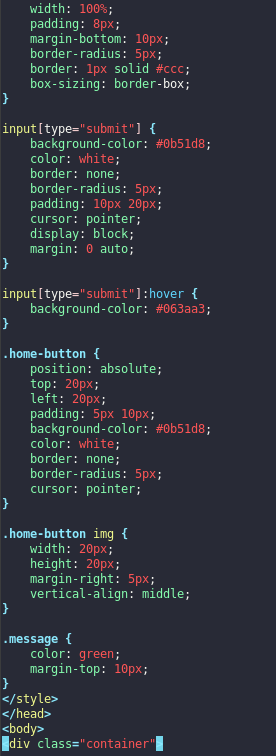 width: 100%;
    padding: 8px;
    margin-bottom: 10px;
    border-radius: 5px;
    border: 1px solid #ccc;
    box-sizing: border-box;
}

input[type="submit"] {
    background-color: #0b51d8;
    color: white;
    border: none;
    border-radius: 5px;
    padding: 10px 20px;
    cursor: pointer;
    display: block;
    margin: 0 auto;
}

input[type="submit"]:hover {
    background-color: #063aa3;
}

.home-button {
    position: absolute;
    top: 20px;
    left: 20px;
    padding: 5px 10px;
    background-color: #0b51d8;
    color: white;
    border: none;
    border-radius: 5px;
    cursor: pointer;
}

.home-button img {
    width: 20px;
    height: 20px;
    margin-right: 5px;
    vertical-align: middle;
}

.message {
    color: green;
    margin-top: 10px;
}
</style>
</head>
<body>
<div class="container">